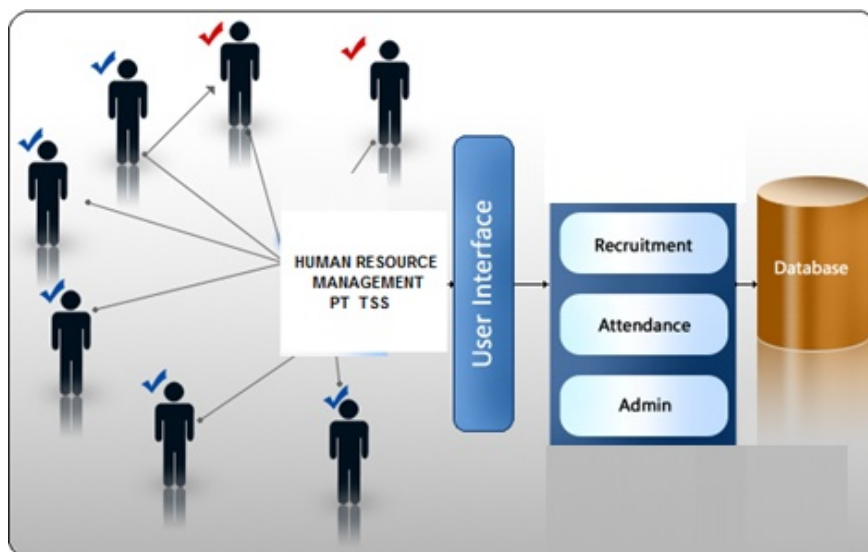 HUMAN RESOURCE
MANAGEMENT
PT TSS
User Interface
Recruitment
Attendance
Admin
Database